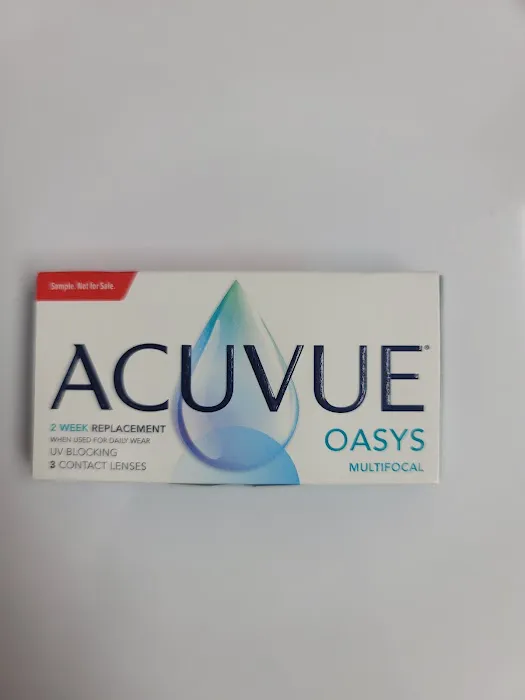 Sample. Not for Sale.
ACUVUE®
2 WEEK REPLACEMENT
WHEN USED FOR DAILY WEAR
UV BLOCKING
3 CONTACT LENSES
OASYS
MULTIFOCAL